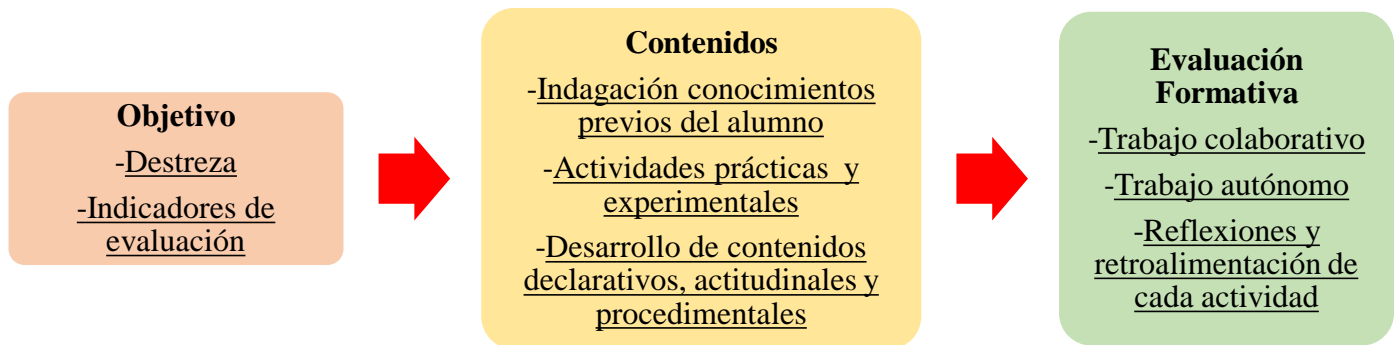 Objetivo
-Destreza
-Indicadores de
evaluación
Contenidos
-Indagación conocimientos
previos del alumno
-Actividades prácticas y
experimentales
-Desarrollo de contenidos
declarativos, actitudinales y
procedimentales
Evaluación
Formativa
-Trabajo colaborativo
-Trabajo autónomo
-Reflexiones y
retroalimentación de
cada actividad